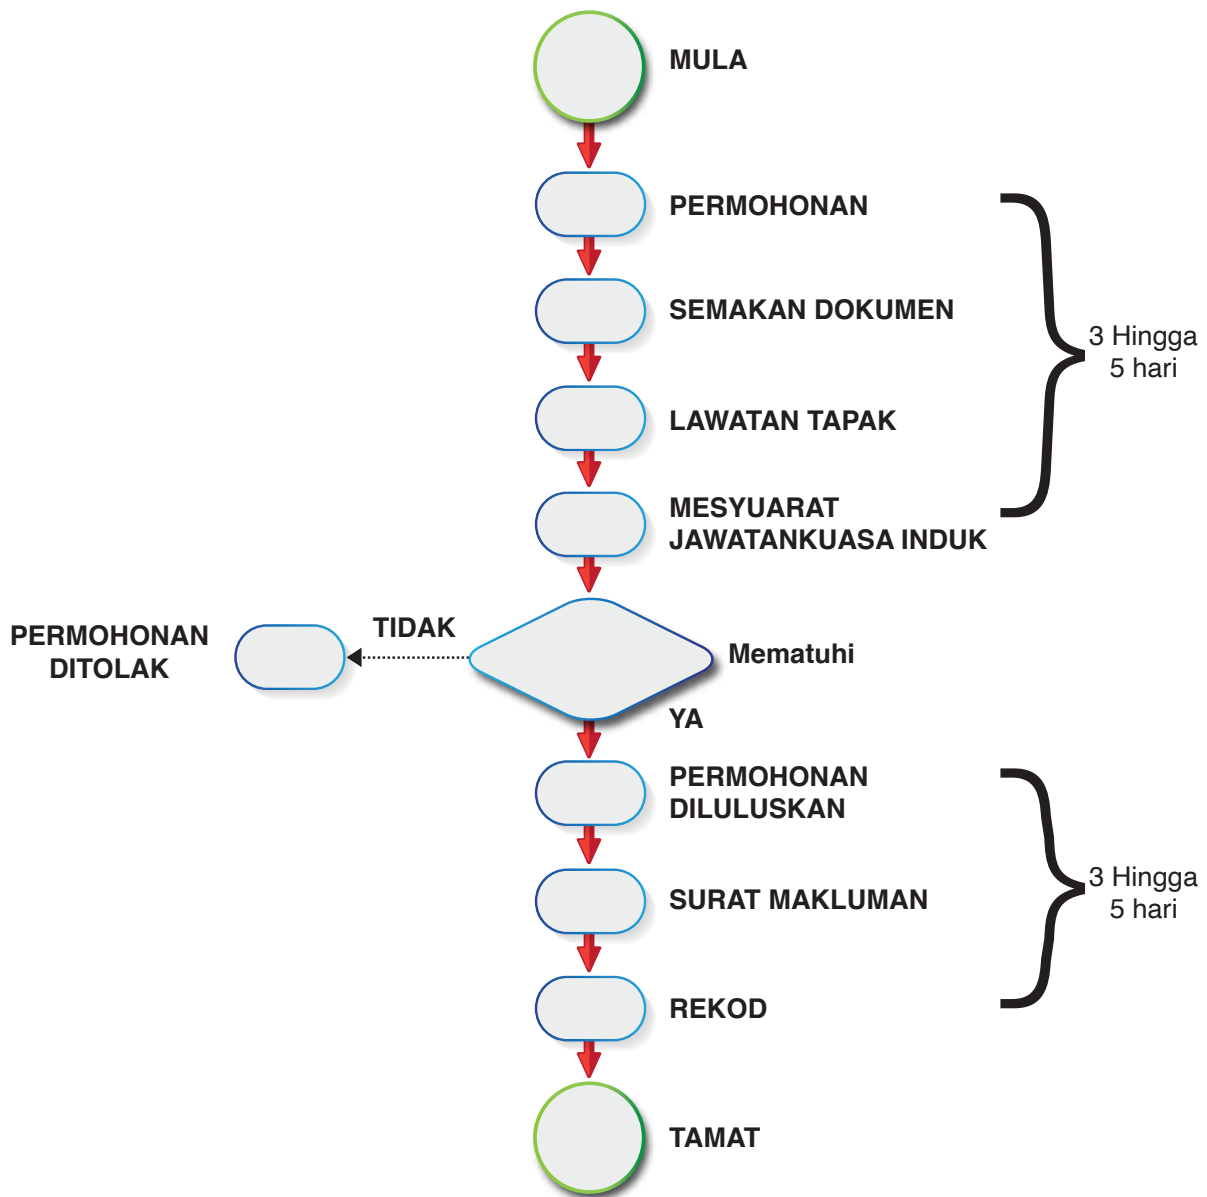 MULA
PERMOHONAN
SEMAKAN DOKUMEN
LAWATAN TAPAK
MESYUARAT
JAWATANKUASA INDUK
3 Hingga
5 hari
Mematuhi
TIDAK
PERMOHONAN
DITOLAK
YA
PERMOHONAN
DILULUSKAN
SURAT MAKLUMAN
REKOD
3 Hingga
5 hari
TAMAT